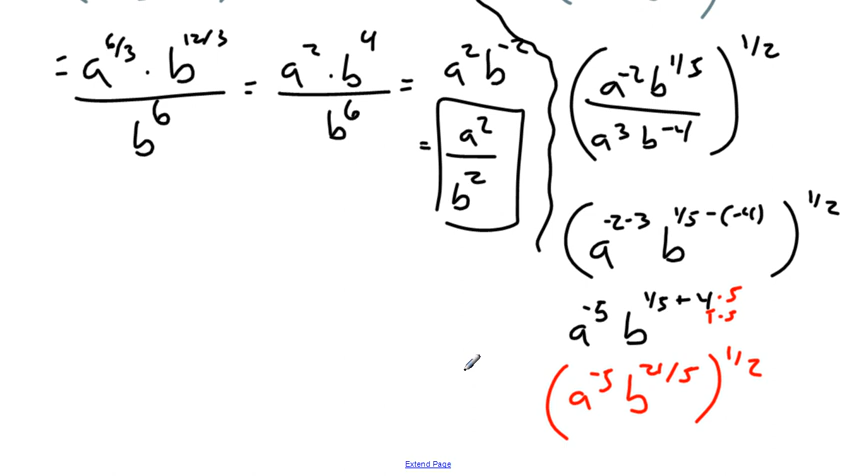 = a^{6/3} · b^{12/3} / b^6 = a^2 · b^4 / b^6 = a^2 b^{-2}
= a^2 / b^2
(a^{-2} b^{1/5} / a^3 b^{-4})^{1/2}
(a^{-2-3} b^{1/5-(-4)})^{1/2}
a^{-5} b^{1/5 + 4·5 / 1·5}
(a^{-5} b^{21/5})^{1/2}
Extend Page